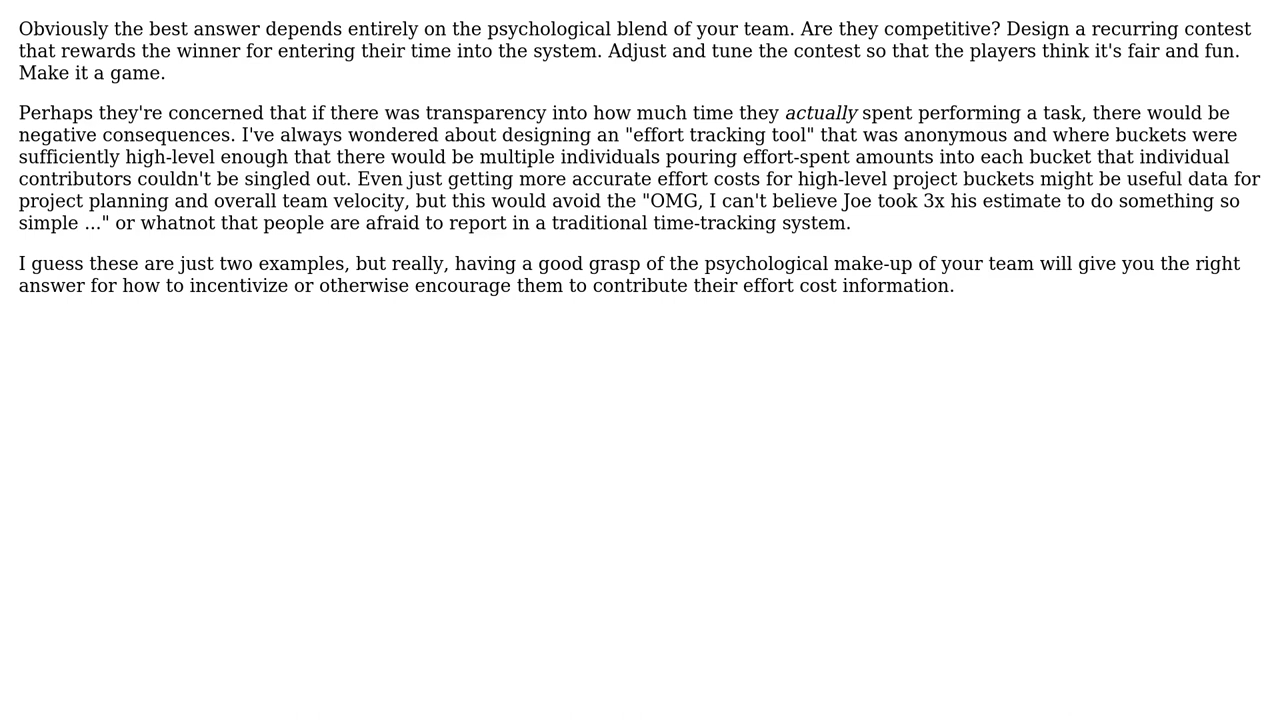 Obviously the best answer depends entirely on the psychological blend of your team. Are they competitive? Design a recurring contest
that rewards the winner for entering their time into the system. Adjust and tune the contest so that the players think it's fair and fun.
Make it a game.
Perhaps they're concerned that if there was transparency into how much time they actually spent performing a task, there would be
negative consequences. I've always wondered about designing an "effort tracking tool" that was anonymous and where buckets were
sufficiently high-level enough that there would be multiple individuals pouring effort-spent amounts into each bucket that individual
contributors couldn't be singled out. Even just getting more accurate effort costs for high-level project buckets might be useful data for
project planning and overall team velocity, but this would avoid the "OMG, I can't believe Joe took 3x his estimate to do something so
simple ..." or whatnot that people are afraid to report in a traditional time-tracking system.
I guess these are just two examples, but really, having a good grasp of the psychological make-up of your team will give you the right
answer for how to incentivize or otherwise encourage them to contribute their effort cost information.